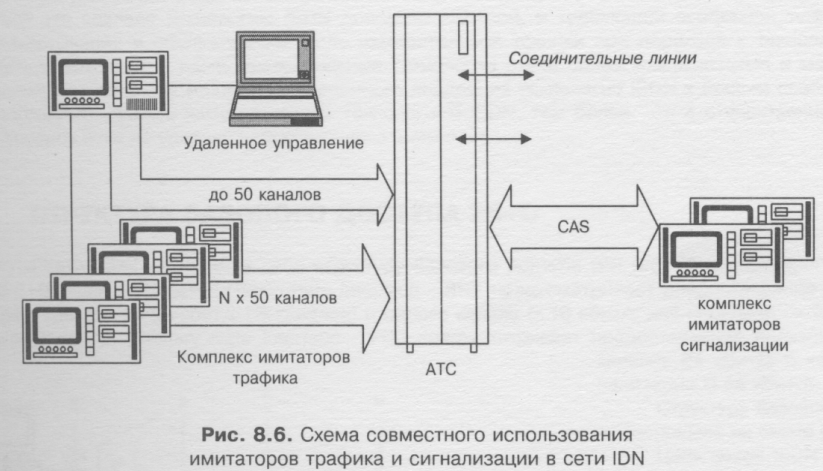 Соединительные линии
Удаленное управление
до 50 каналов
CAS
N x 50 каналов
комплекс
имитаторов
сигнализации
Комплекс имитаторов
трафика
АТС
Рис. 8.6. Схема совместного использования
имитаторов трафика и сигнализации в сети IDN